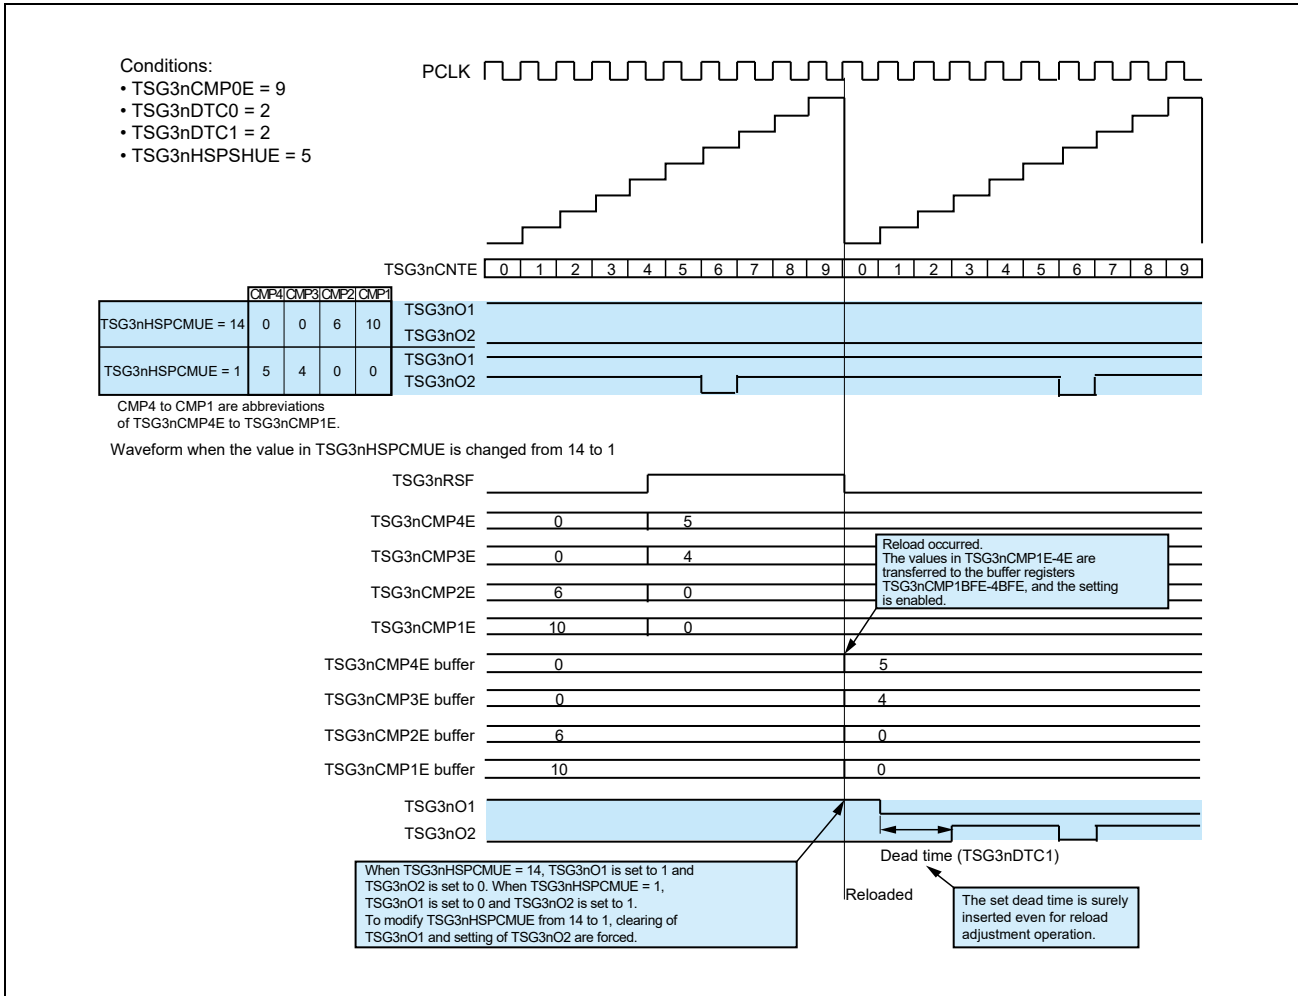 Conditions:
• TSG3nCMP0E = 9
• TSG3nDTC0 = 2
• TSG3nDTC1 = 2
• TSG3nHSPSHUE = 5
PCLK
TSG3nCNTE 0 1 2 3 4 5 6 7 8 9 0 1 2 3 4 5 6 7 8 9
CMP4 CMP3 CMP2 CMP1
TSG3nHSPCMUE = 14 0 0 6 10
TSG3nO1
TSG3nO2
TSG3nHSPCMUE = 1 5 4 0 0
TSG3nO1
TSG3nO2
CMP4 to CMP1 are abbreviations
of TSG3nCMP4E to TSG3nCMP1E.
Waveform when the value in TSG3nHSPCMUE is changed from 14 to 1
TSG3nRSF
TSG3nCMP4E 0 5
TSG3nCMP3E 0 4
TSG3nCMP2E 6 0
TSG3nCMP1E 10 0
Reload occurred.
The values in TSG3nCMP1E-4E are
transferred to the buffer registers
TSG3nCMP1BFE-4BFE, and the setting
is enabled.
TSG3nCMP4E buffer 0 5
TSG3nCMP3E buffer 0 4
TSG3nCMP2E buffer 6 0
TSG3nCMP1E buffer 10 0
TSG3nO1
TSG3nO2
Dead time (TSG3nDTC1)
When TSG3nHSPCMUE = 14, TSG3nO1 is set to 1 and
TSG3nO2 is set to 0. When TSG3nHSPCMUE = 1,
TSG3nO1 is set to 0 and TSG3nO2 is set to 1.
To modify TSG3nHSPCMUE from 14 to 1, clearing of
TSG3nO1 and setting of TSG3nO2 are forced.
Reloaded
The set dead time is surely
inserted even for reload
adjustment operation.